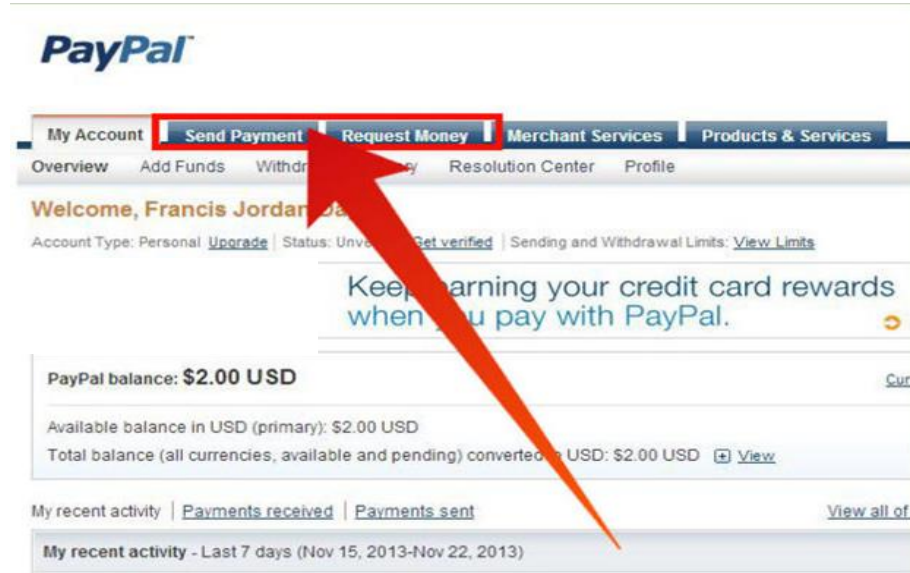 PayPal
My Account Send Payment Request Money Merchant Services Products & Services
Overview Add Funds Resolution Center Profile
Welcome, Francis Jordan
Account Type: Personal Upgrade | Status: Get verified | Sending and Withdrawal Limits: View Limits
Keep earning your credit card rewards
when you pay with PayPal.
PayPal balance: $2.00 USD
Available balance in USD (primary): $2.00 USD
Total balance (all currencies, available and pending) converted to USD: $2.00 USD View
My recent activity | Payments received | Payments sent View all of
My recent activity - Last 7 days (Nov 15, 2013-Nov 22, 2013)